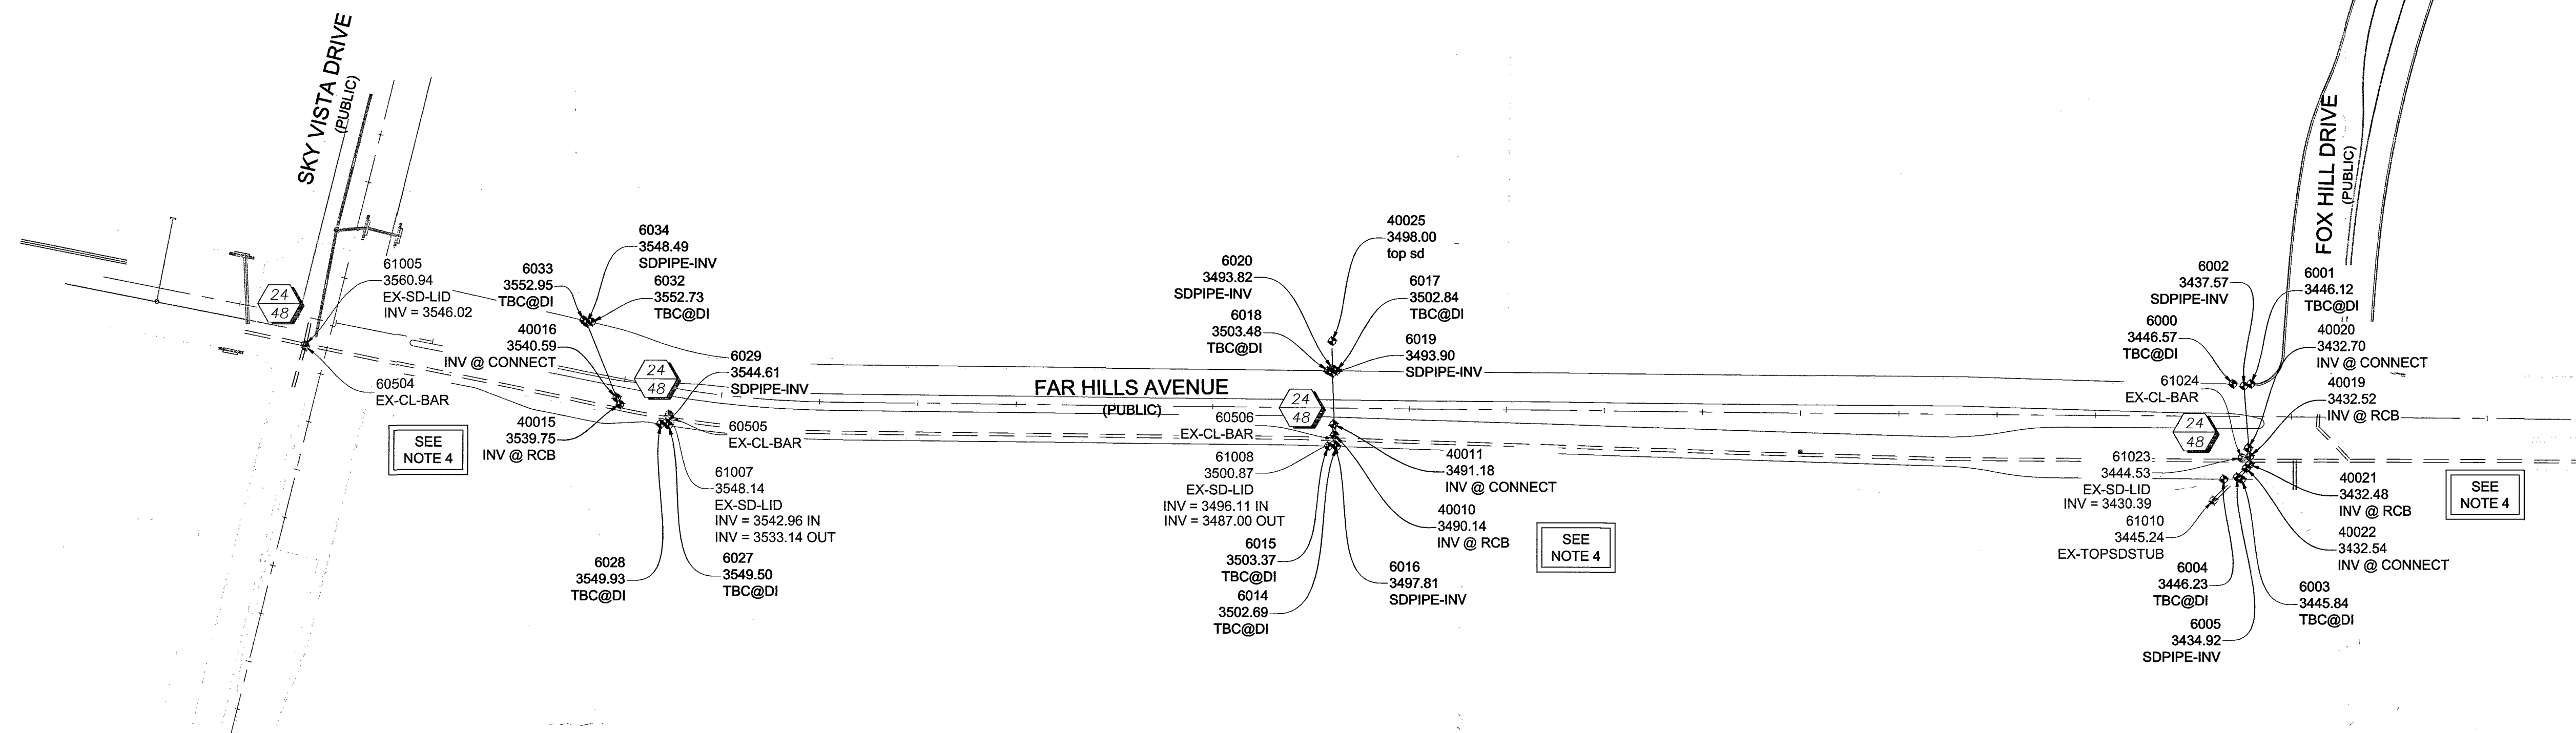 SKY VISTA DRIVE
(PUBLIC)
24
48
61005
3560.94
EX-SD-LID
INV = 3546.02
60504
EX-CL-BAR
6033
3552.95
TBC@DI
6034
3548.49
SDPIPE-INV
6032
3552.73
TBC@DI
40016
3540.59
INV @ CONNECT
40015
3539.75
INV @ RCB
SEE
NOTE 4
24
48
6029
3544.61
SDPIPE-INV
60505
EX-CL-BAR
61007
3548.14
EX-SD-LID
INV = 3542.96 IN
INV = 3533.14 OUT
6028
3549.93
TBC@DI
6027
3549.50
TBC@DI
FAR HILLS AVENUE
(PUBLIC)
40025
3498.00
top sd
6020
3493.82
SDPIPE-INV
6017
3502.84
TBC@DI
6018
3503.48
TBC@DI
6019
3493.90
SDPIPE-INV
24
48
60506
EX-CL-BAR
61008
3500.87
EX-SD-LID
INV = 3496.11 IN
INV = 3487.00 OUT
40011
3491.18
INV @ CONNECT
40010
3490.14
INV @ RCB
6015
3503.37
TBC@DI
6016
3497.81
SDPIPE-INV
6014
3502.69
TBC@DI
SEE
NOTE 4
FOX HILL DRIVE
(PUBLIC)
6002
3437.57
SDPIPE-INV
6001
3446.12
TBC@DI
6000
3446.57
TBC@DI
40020
3432.70
INV @ CONNECT
61024
EX-CL-BAR
40019
3432.52
INV @ RCB
24
48
61023
3444.53
EX-SD-LID
INV = 3430.39
61010
3445.24
EX-TOPSDSTUB
40021
3432.48
INV @ RCB
40022
3432.54
INV @ CONNECT
6004
3446.23
TBC@DI
6003
3445.84
TBC@DI
6005
3434.92
SDPIPE-INV
SEE
NOTE 4